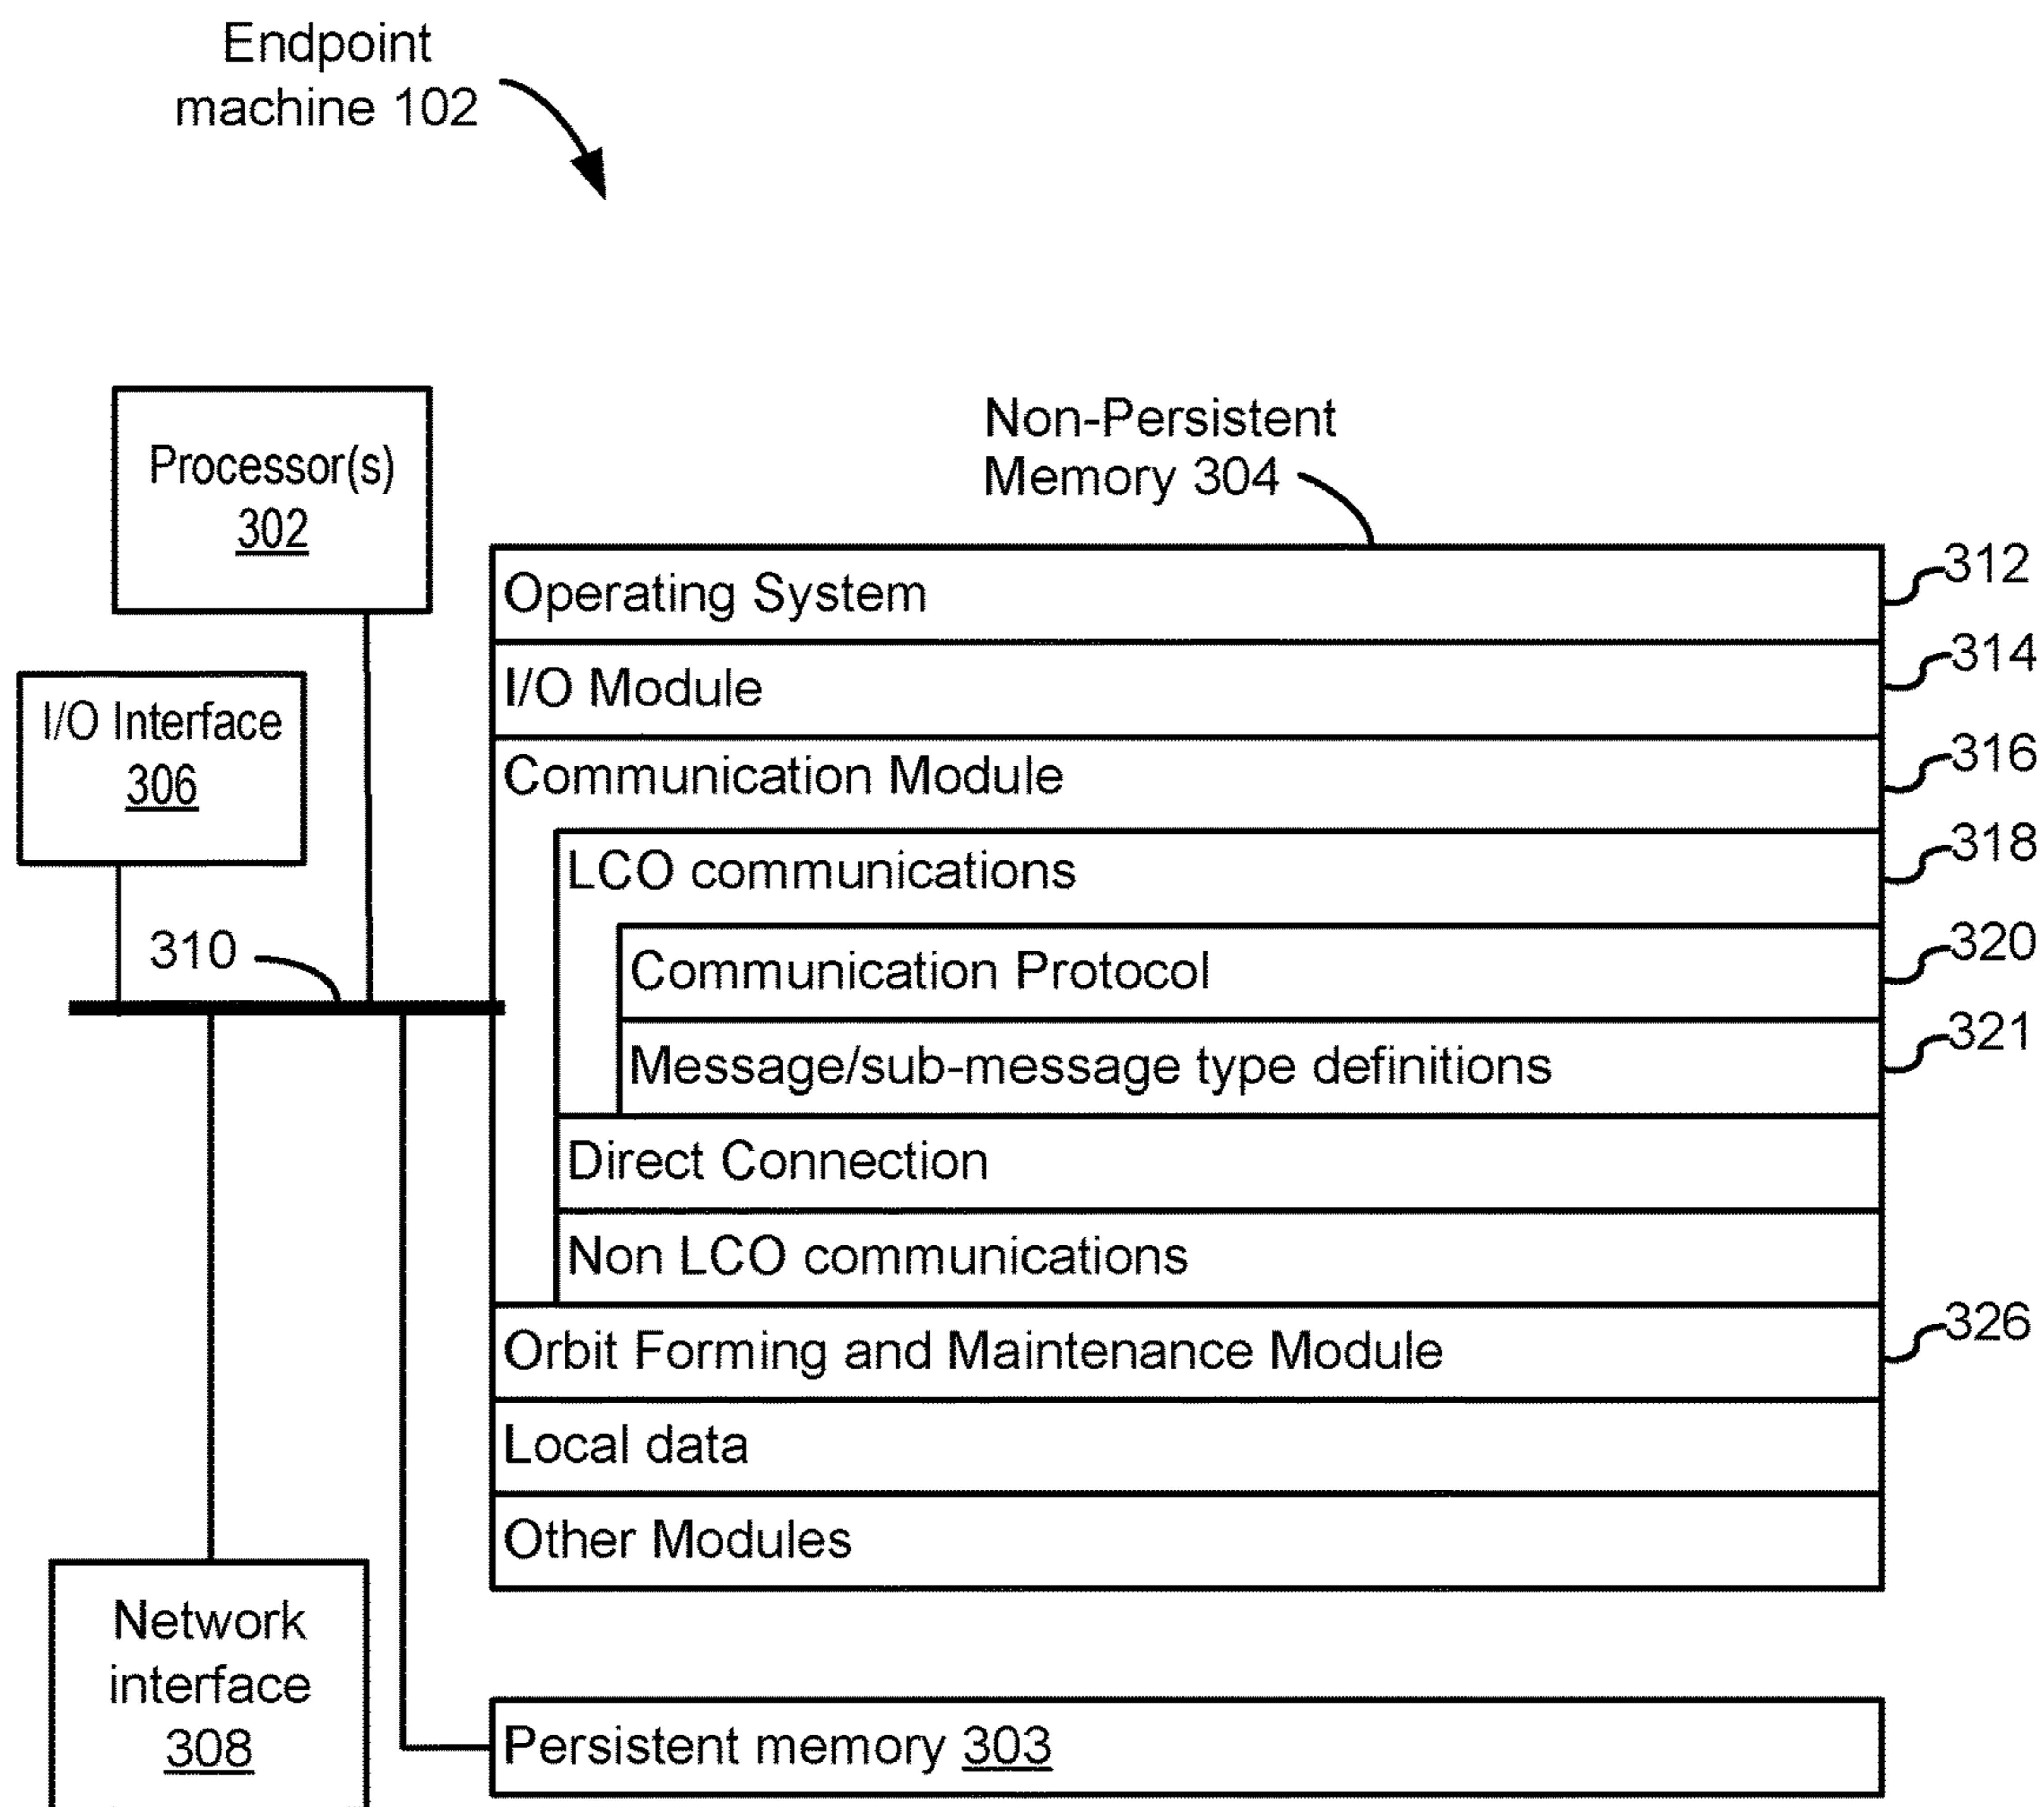 Endpoint
machine 102
Processor(s)
302
Non-Persistent
Memory 304
I/O Interface
306
310
Operating System
312
I/O Module
314
Communication Module
316
LCO communications
318
Communication Protocol
320
Message/sub-message type definitions
321
Direct Connection
Non LCO communications
Orbit Forming and Maintenance Module
326
Local data
Other Modules
Network
interface
308
Persistent memory 303